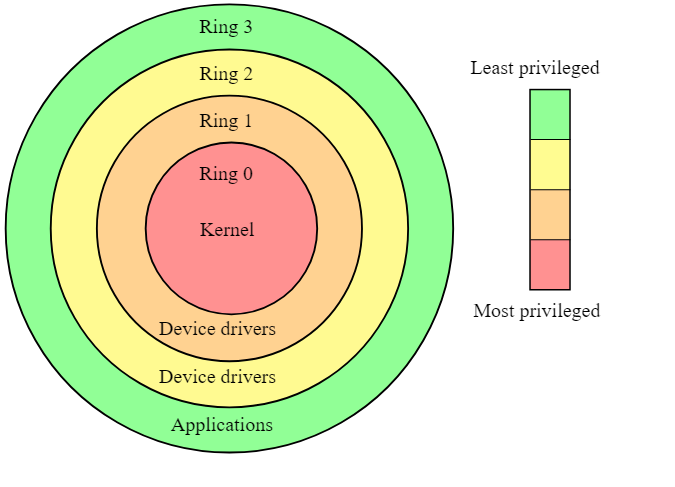 Ring 3
Ring 2
Ring 1
Ring 0
Kernel
Device drivers
Device drivers
Applications
Least privileged
Most privileged